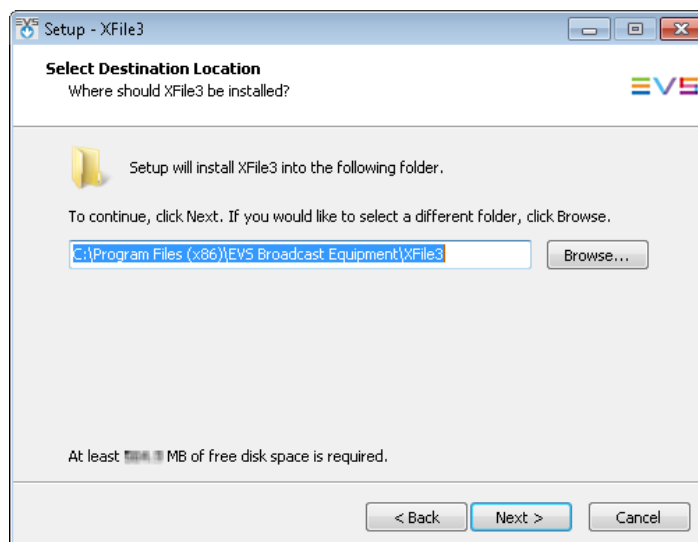 EVS Setup - XFile3
Select Destination Location
Where should XFile3 be installed?
EVS
Setup will install XFile3 into the following folder.
To continue, click Next. If you would like to select a different folder, click Browse.
C:\Program Files (x86)\EVS Broadcast Equipment\XFile3
Browse...
At least MB of free disk space is required.
< Back
Next >
Cancel